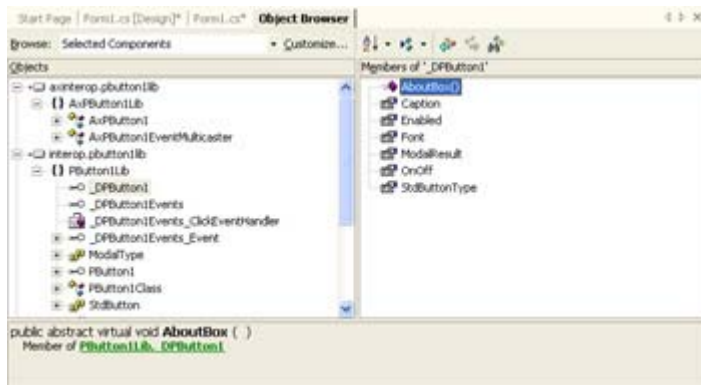 Start Page | Form1.cs [Design]* | Form1.cs* Object Browser
Browse: Selected Components Customize...
Objects
axinterop.pbutton1lib
{} AxPButton1Lib
AxPButton1
AxPButton1EventMulticaster
interop.pbutton1lib
{} PButton1Lib
_DPButton1
_DPButton1Events
_DPButton1Events_ClickEventHandler
_DPButton1Events_Event
ModalType
PButton1
PButton1Class
StdButton
Members of '_DPButton1'
AboutBox()
Caption
Enabled
Font
ModalResult
OnOff
StdButtonType
public abstract virtual void AboutBox ( )
Member of PButton1Lib._DPButton1